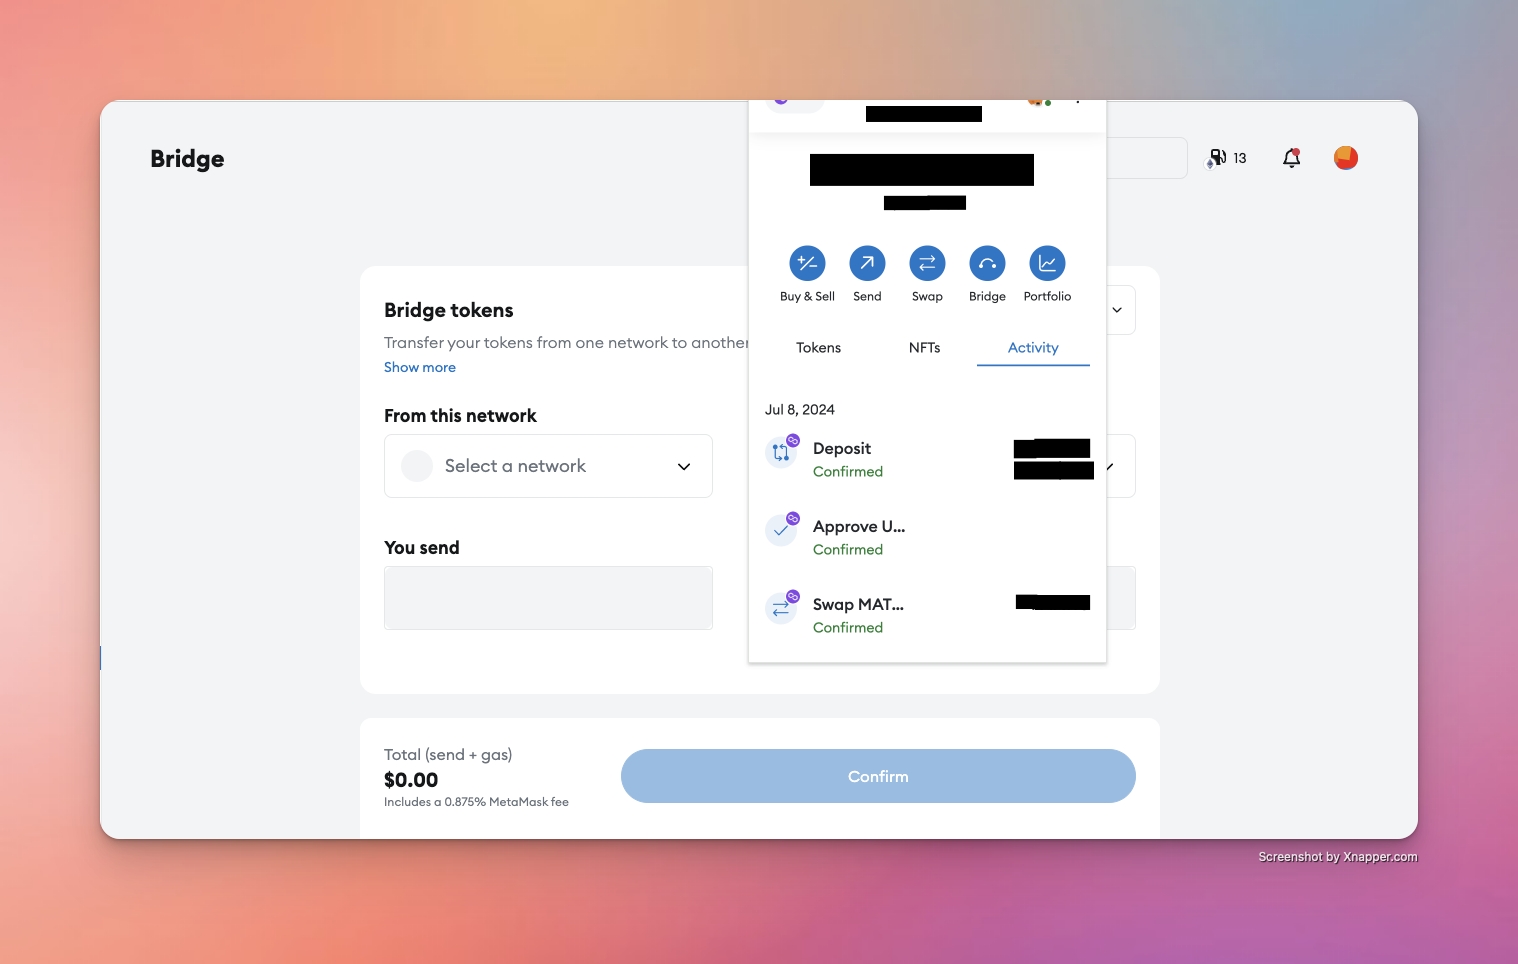 Bridge
13
Bridge tokens
Transfer your tokens from one network to another
Show more
From this network
Select a network
You send
Buy & Sell
Send
Swap
Bridge
Portfolio
Tokens
NFTs
Activity
Jul 8, 2024
Deposit
Confirmed
Approve U...
Confirmed
Swap MAT...
Confirmed
Total (send + gas)
$0.00
Includes a 0.875% MetaMask fee
Confirm
Screenshot by Xnapper.com